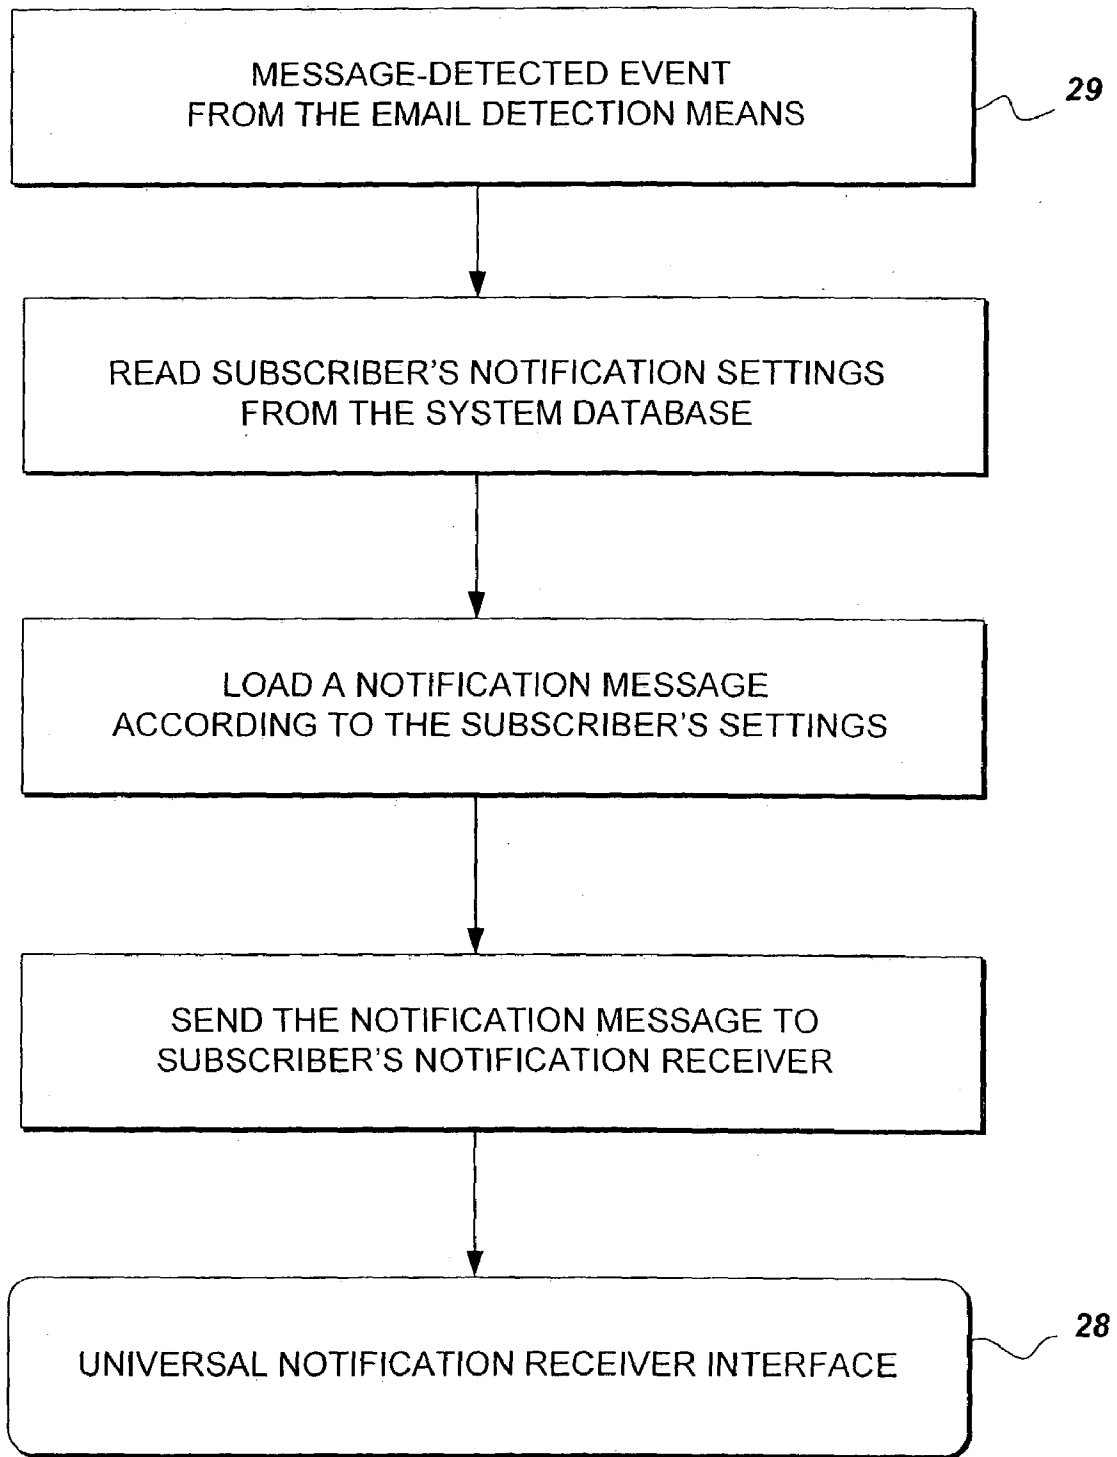 MESSAGE-DETECTED EVENT
FROM THE EMAIL DETECTION MEANS
29
READ SUBSCRIBER’S NOTIFICATION SETTINGS
FROM THE SYSTEM DATABASE
LOAD A NOTIFICATION MESSAGE
ACCORDING TO THE SUBSCRIBER’S SETTINGS
SEND THE NOTIFICATION MESSAGE TO
SUBSCRIBER’S NOTIFICATION RECEIVER
28
UNIVERSAL NOTIFICATION RECEIVER INTERFACE